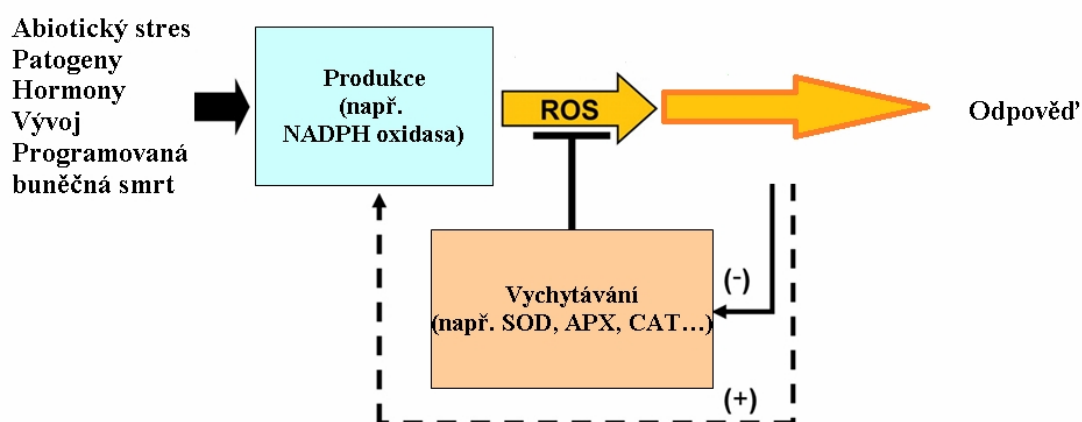 Abiotický stres
Patogeny
Hormony
Vývoj
Programovaná
buněčná smrt
Produkce
(např.
NADPH oxidasa)
ROS
Odpověď
Vychytávání
(např. SOD, APX, CAT…)
(-)
(+)